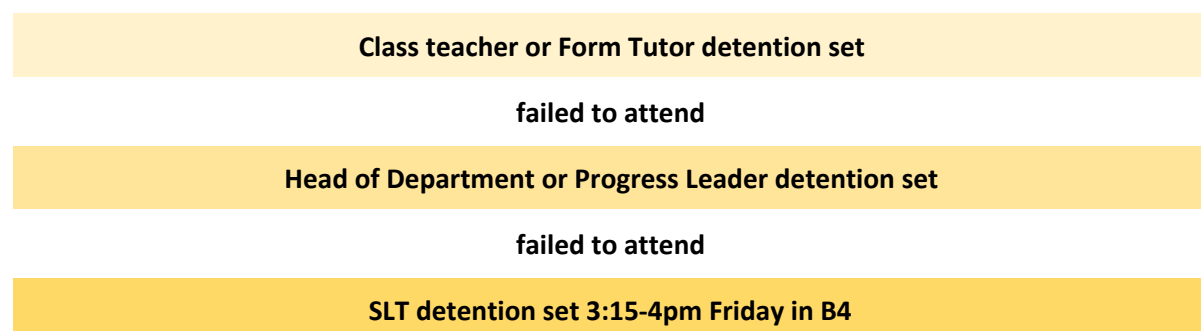 Class teacher or Form Tutor detention set
failed to attend
Head of Department or Progress Leader detention set
failed to attend
SLT detention set 3:15-4pm Friday in B4